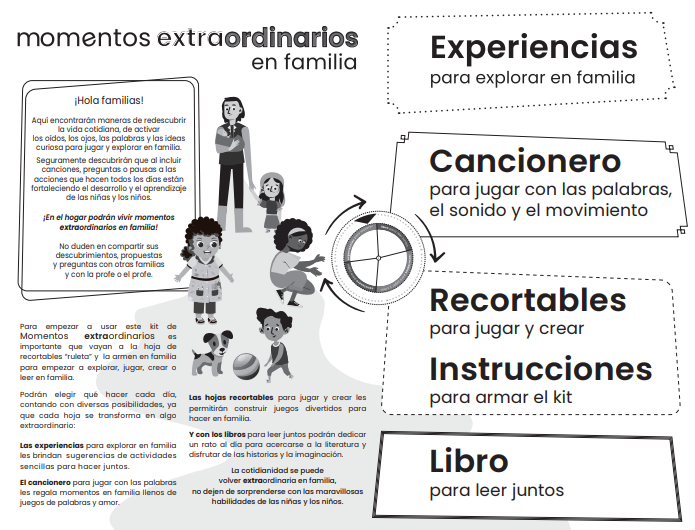 momentos extraordinarios
en familia
¡Hola familias!
Aquí encontrarán maneras de redescubrir
la vida cotidiana, de activar
los oídos, los ojos, las palabras y las ideas
curiosa para jugar y explorar en familia.
Seguramente descubrirán que al incluir
canciones, preguntas o pausas a las
acciones que hacen todos los días están
fortaleciendo el desarrollo y el aprendizaje
de las niñas y los niños.
¡En el hogar podrán vivir momentos
extraordinarios en familia!
No duden en compartir sus
descubrimientos, propuestas
y preguntas con otras familias
y con la profe o el profe.
Para empezar a usar este kit de
Momentos extraordinarios es
importante que vayan a la hoja de
recortables "ruleta" y la armen en familia
para empezar a explorar, jugar, crear o
leer en familia.
Podrán elegir qué hacer cada día,
contando con diversas posibilidades, ya
que cada hoja se transforma en algo
extraordinario:
Las experiencias para explorar en familia
les brindan sugerencias de actividades
sencillas para hacer juntos.
El cancionero para jugar con las palabras
les regala momentos en familia llenos de
juegos de palabras y amor.
Las hojas recortables para jugar y crear les
permitirán construir juegos divertidos para
hacer en familia.
Y con los libros para leer juntos podrán dedicar
un rato al día para acercarse a la literatura y
disfrutar de las historias y la imaginación.
La cotidianidad se puede
volver extraordinaria en familia,
no dejen de sorprenderse con las maravillosas
habilidades de las niñas y los niños.
Experiencias
para explorar en familia
Cancionero
para jugar con las palabras,
el sonido y el movimiento
Recortables
para jugar y crear
Instrucciones
para armar el kit
Libro
para leer juntos